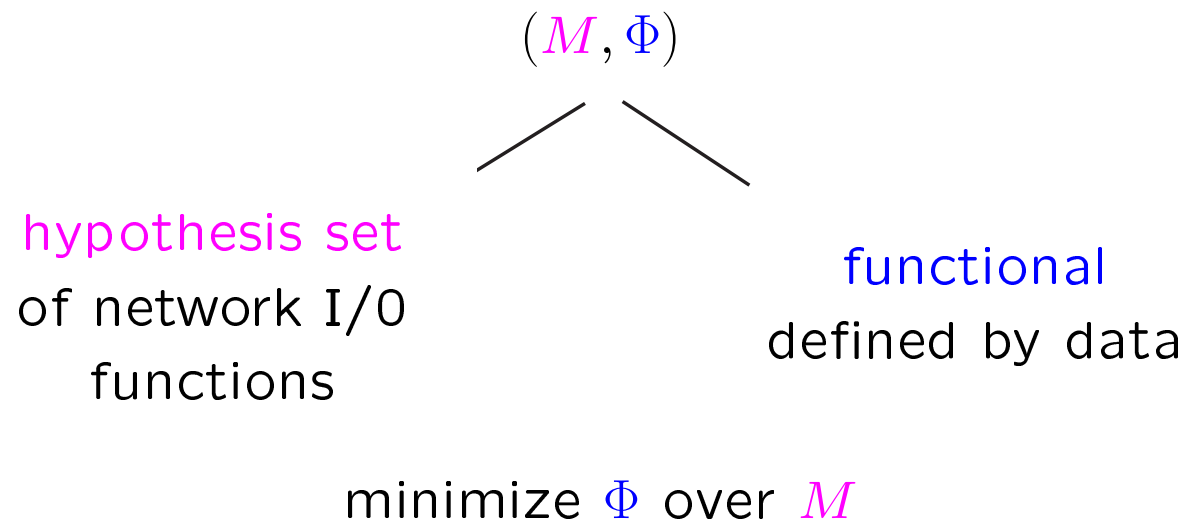 (M, Φ)
hypothesis set
of network I/0
functions
functional
defined by data
minimize Φ over M